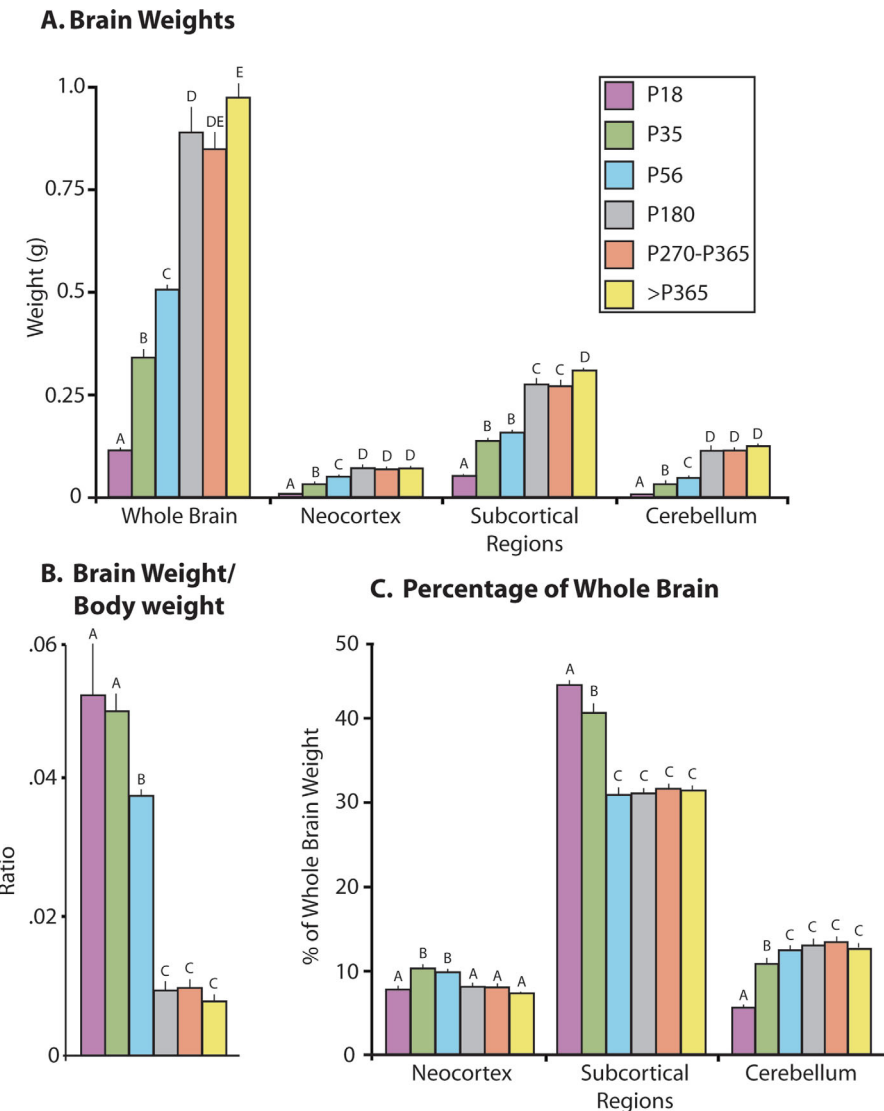 A. Brain Weights
1.0
0.75
0.5
0.25
0
Weight (g)
A
B
C
D
DE
E
A
B
C
D
D
D
A
B
B
C
C
D
A
B
C
D
D
D
Whole Brain
Neocortex
Subcortical
Regions
Cerebellum
P18
P35
P56
P180
P270-P365
>P365
B. Brain Weight/
Body weight
.06
.04
.02
0
Ratio
A
A
B
C
C
C
C. Percentage of Whole Brain
50
40
30
20
10
0
% of Whole Brain Weight
A
B
B
A
A
A
A
B
C
C
C
C
A
B
C
C
C
C
Neocortex
Subcortical
Regions
Cerebellum